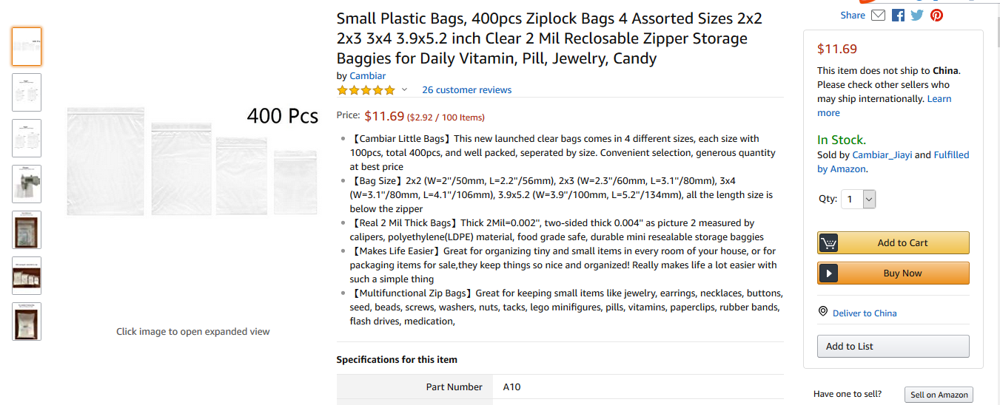 Share
Small Plastic Bags, 400pcs Ziplock Bags 4 Assorted Sizes 2x2
2x3 3x4 3.9x5.2 inch Clear 2 Mil Reclosable Zipper Storage
Baggies for Daily Vitamin, Pill, Jewelry, Candy
by Cambiar
26 customer reviews
400 Pcs
Click image to open expanded view
Price: $11.69 ($2.92 / 100 Items)
【Cambiar Little Bags】This new launched clear bags comes in 4 different sizes, each size with
100pcs, total 400pcs, and well packed, seperated by size. Convenient selection, generous quantity
at best price
【Bag Size】2x2 (W=2"/50mm, L=2.2"/56mm), 2x3 (W=2.3"/60mm, L=3.1"/80mm), 3x4
(W=3.1"/80mm, L=4.1"/106mm), 3.9x5.2 (W=3.9"/100mm, L=5.2"/134mm), all the length size is
below the zipper
【Real 2 Mil Thick Bags】Thick 2Mil=0.002", two-sided thick 0.004" as picture 2 measured by
calipers, polyethylene(LDPE) material, food grade safe, durable mini resealable storage baggies
【Makes Life Easier】Great for organizing tiny and small items in every room of your house, or for
packaging items for sale,they keep things so nice and organized! Really makes life a lot easier with
such a simple thing
【Multifunctional Zip Bags】Great for keeping small items like jewelry, earrings, necklaces, buttons,
seed, beads, screws, washers, nuts, tacks, lego minifigures, pills, vitamins, paperclips, rubber bands,
flash drives, medication,
Specifications for this item
Part Number A10
$11.69
This item does not ship to China.
Please check other sellers who
may ship internationally. Learn
more
In Stock.
Sold by Cambiar_Jiayi and Fulfilled
by Amazon.
Qty: 1
Add to Cart
Buy Now
Deliver to China
Add to List
Have one to sell?
Sell on Amazon